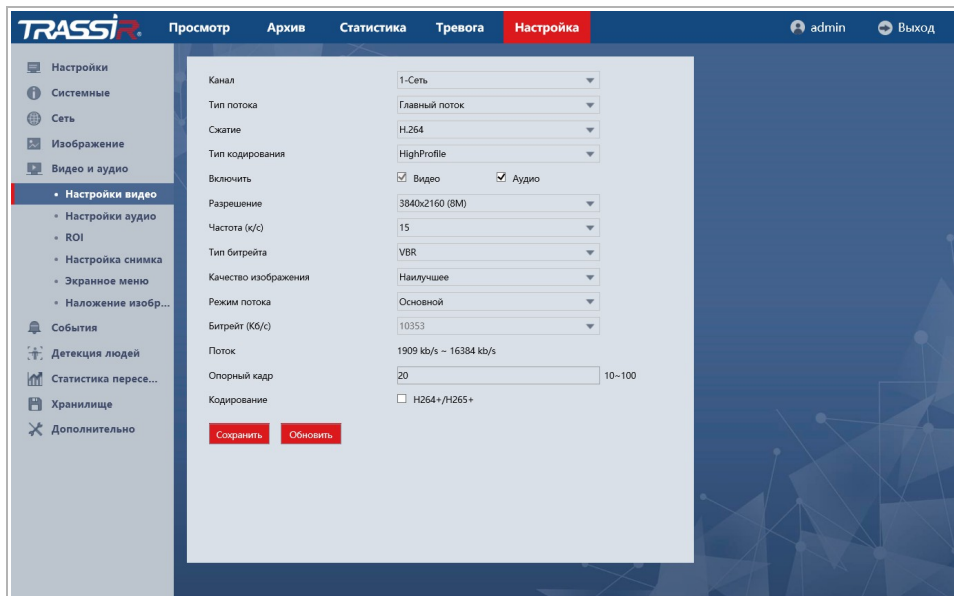 TRASSIR Просмотр Архив Статистика Тревога Настройка admin Выход
Настройки
Системные
Сеть
Изображение
Видео и аудио
Настройки видео
Настройки аудио
ROI
Настройка снимка
Экранное меню
Наложение изобр...
События
Детекция людей
Статистика пересе...
Хранилище
Дополнительно
Канал 1-Сеть
Тип потока Главный поток
Сжатие H.264
Тип кодирования HighProfile
Включить Видео Аудио
Разрешение 3840x2160 (8M)
Частота (к/с) 15
Тип битрейта VBR
Качество изображения Наилучшее
Режим потока Основной
Битрейт (Кб/с) 10353
Поток 1909 kb/s ~ 16384 kb/s
Опорный кадр 20 10~100
Кодирование H264+/H265+
Сохранить Обновить